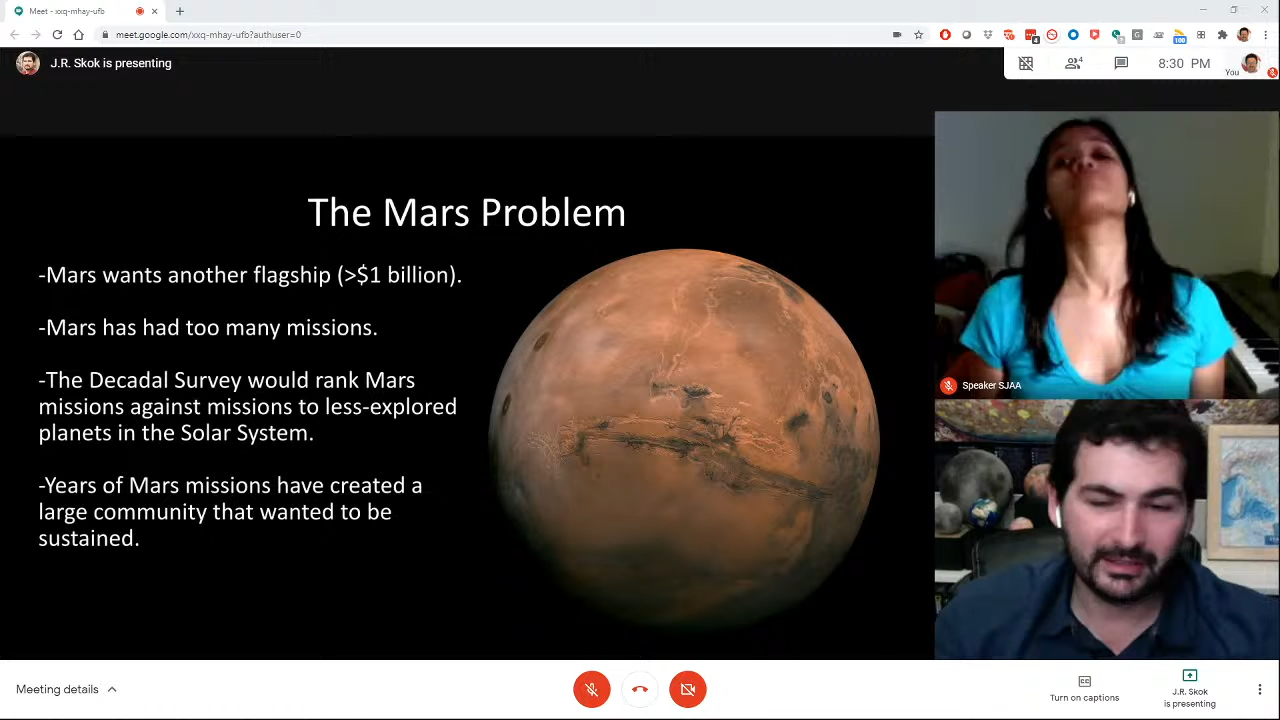 Meet - xxq-mhay-ufb
meet.google.com/xxq-mhay-ufb?authuser=0
J.R. Skok is presenting
4
8:30 PM
You
The Mars Problem
-Mars wants another flagship (>$1 billion).
-Mars has had too many missions.
-The Decadal Survey would rank Mars
missions against missions to less-explored
planets in the Solar System.
-Years of Mars missions have created a
large community that wanted to be
sustained.
Speaker SJAA
Meeting details
Turn on captions
J.R. Skok
is presenting